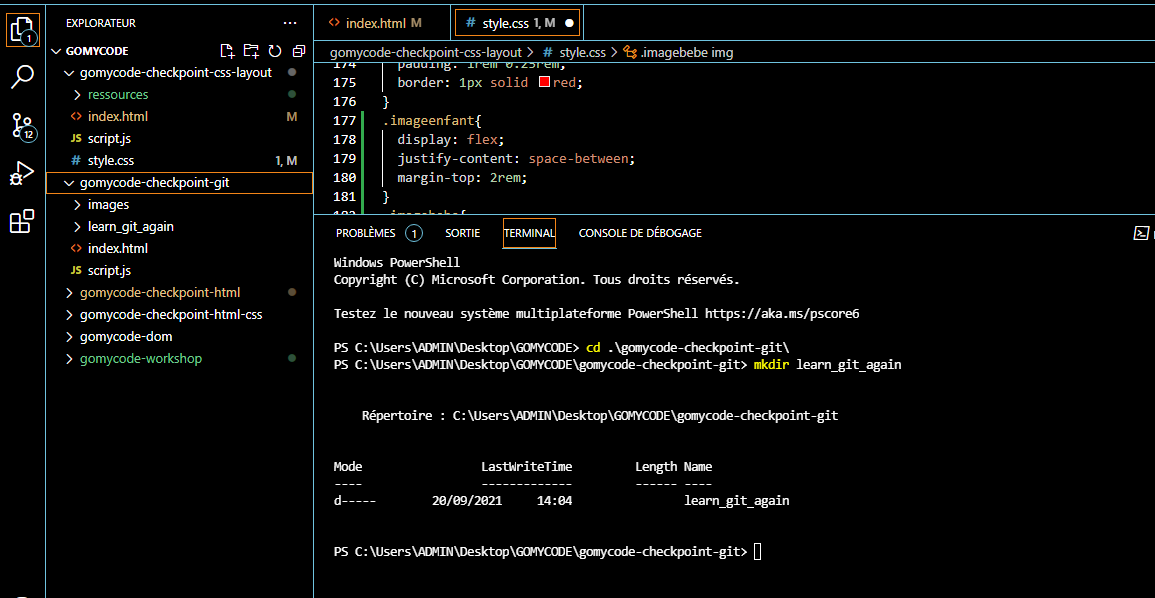 EXPLORATEUR
GOMYCODE
gomycode-checkpoint-css-layout
ressources
index.html M
script.js
style.css 1, M
gomycode-checkpoint-git
images
learn_git_again
index.html
script.js
gomycode-checkpoint-html
gomycode-checkpoint-html-css
gomycode-dom
gomycode-workshop
1
12
index.html M
style.css 1, M
gomycode-checkpoint-css-layout > # style.css > .imagebebe img
174 padding: 1rem 0.25rem;
175 border: 1px solid red;
176 }
177 .imageenfant{
178 display: flex;
179 justify-content: space-between;
180 margin-top: 2rem;
181 }
182 .imagebebe{
PROBLÈMES 1 SORTIE TERMINAL CONSOLE DE DÉBOGAGE
Windows PowerShell
Copyright (C) Microsoft Corporation. Tous droits réservés.
Testez le nouveau système multiplateforme PowerShell https://aka.ms/pscore6
PS C:\Users\ADMIN\Desktop\GOMYCODE> cd .\gomycode-checkpoint-git\
PS C:\Users\ADMIN\Desktop\GOMYCODE\gomycode-checkpoint-git> mkdir learn_git_again
Répertoire : C:\Users\ADMIN\Desktop\GOMYCODE\gomycode-checkpoint-git
Mode LastWriteTime Length Name
---- ------------- ------ ----
d----- 20/09/2021 14:04 learn_git_again
PS C:\Users\ADMIN\Desktop\GOMYCODE\gomycode-checkpoint-git>